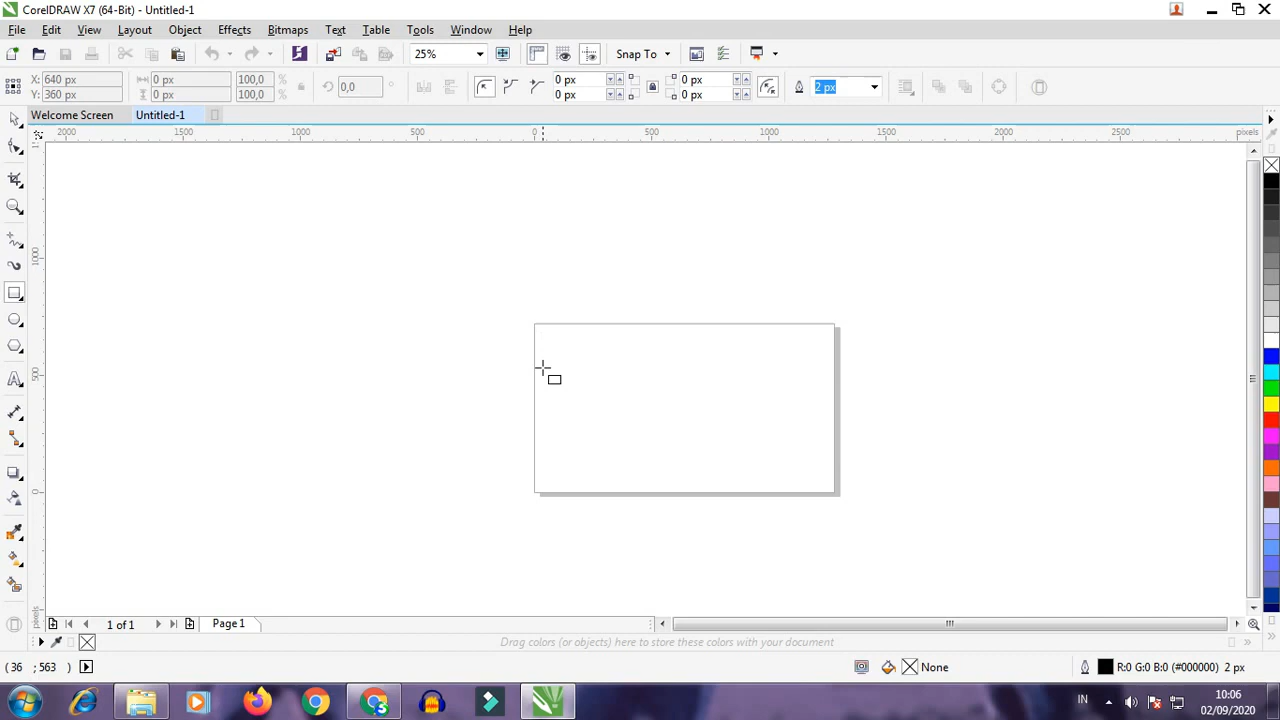 CorelDRAW X7 (64-Bit) - Untitled-1
File Edit View Layout Object Effects Bitmaps Text Table Tools Window Help
25% Snap To
X: 640 px 0 px 100,0 % 0,0 ° 0 px 0 px 2 px
Y: 360 px 0 px 100,0 % 0 px 0 px
Welcome Screen Untitled-1
2000 1500 1000 500 0 500 1000 1500 2000 2500 pixels
1000
500
0
pixels
1 of 1 Page 1
Drag colors (or objects) here to store these colors with your document
(36 ; 563 ) None R:0 G:0 B:0 (#000000) 2 px
IN 10:06
02/09/2020